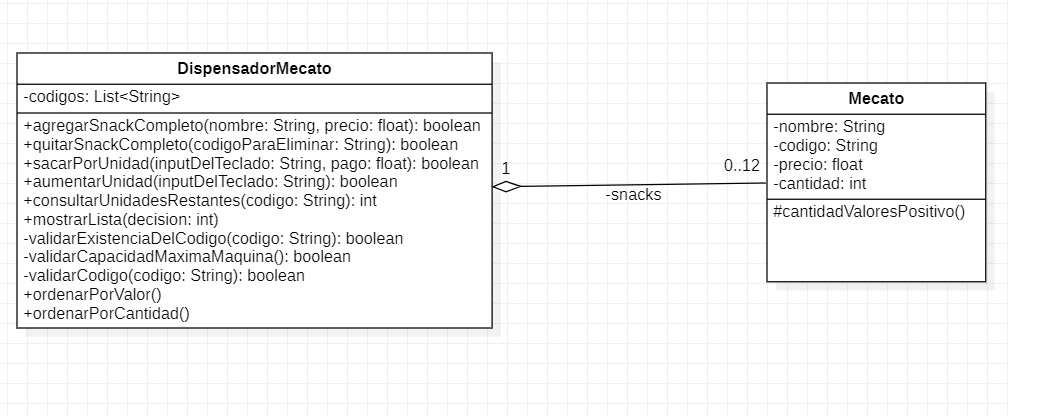 DispensadorMecato
-codigos: List<String>
+agregarSnackCompleto(nombre: String, precio: float): boolean
+quitarSnackCompleto(codigoParaEliminar: String): boolean
+sacarPorUnidad(inputDelTeclado: String, pago: float): boolean
+aumentarUnidad(inputDelTeclado: String): boolean
+consultarUnidadesRestantes(codigo: String): int
+mostrarLista(decision: int)
-validarExistenciaDelCodigo(codigo: String): boolean
-validarCapacidadMaximaMaquina(): boolean
-validarCodigo(codigo: String): boolean
+ordenarPorValor()
+ordenarPorCantidad()
1
0..12
-snacks
Mecato
-nombre: String
-codigo: String
-precio: float
-cantidad: int
#cantidadValoresPositivo()